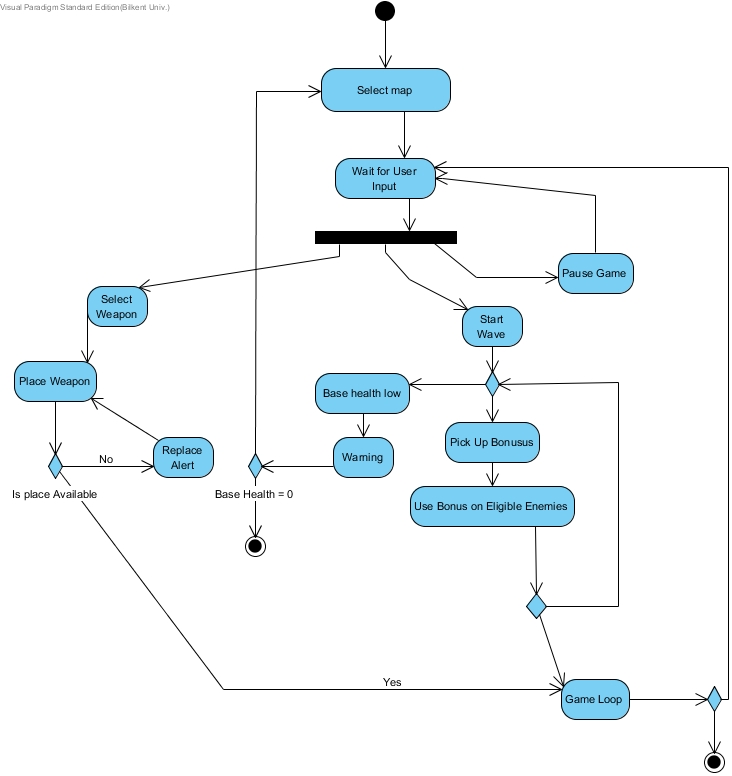 Visual Paradigm Standard Edition(Bilkent Univ.)
Select map
Wait for User
Input
Pause Game
Select
Weapon
Start
Wave
Place Weapon
Base health low
Pick Up Bonusus
Replace
Alert
No
Warning
Is place Available
Base Health = 0
Use Bonus on Eligible Enemies
Yes
Game Loop